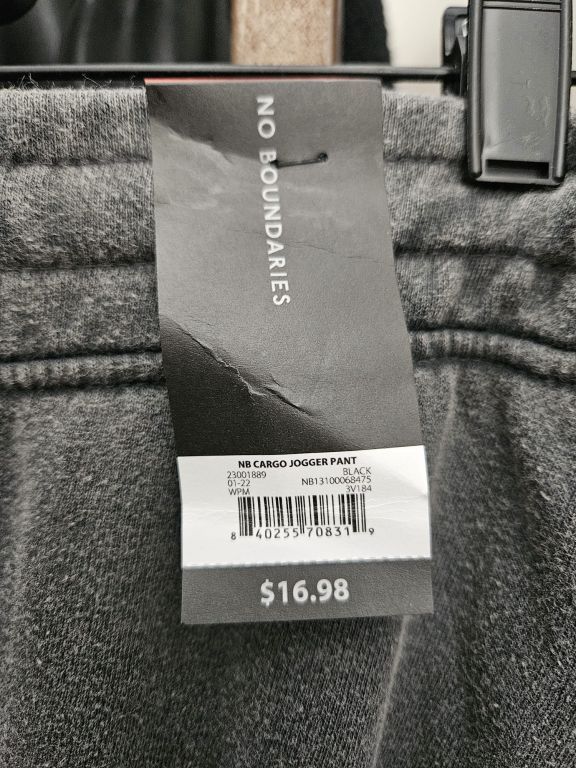 NO BOUNDARIES
NB CARGO JOGGER PANT
23001889 BLACK
01-22 NB13100068475
WPM 3V184
8 40255 70831 9
$16.98